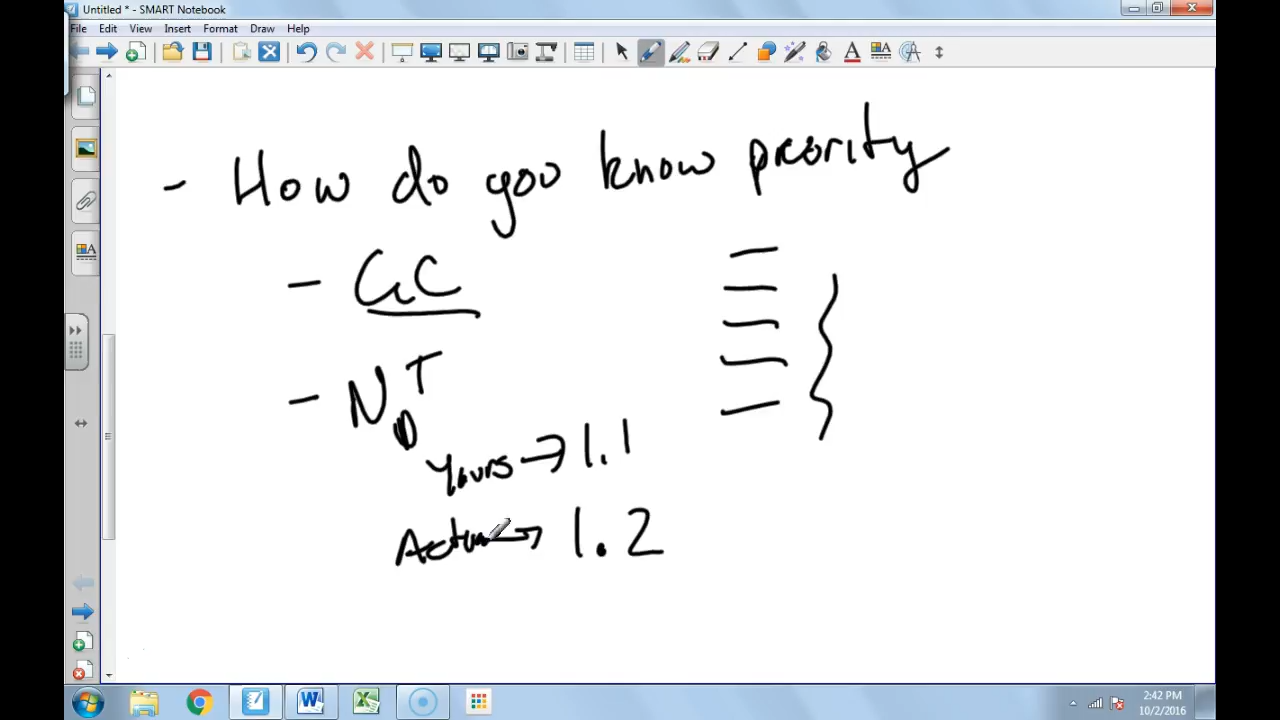 Untitled * - SMART Notebook
File Edit View Insert Format Draw Help
- How do you know priority
- GC
- NDT
Yours → 1.1
Actual → 1.2
2:42 PM
10/2/2016